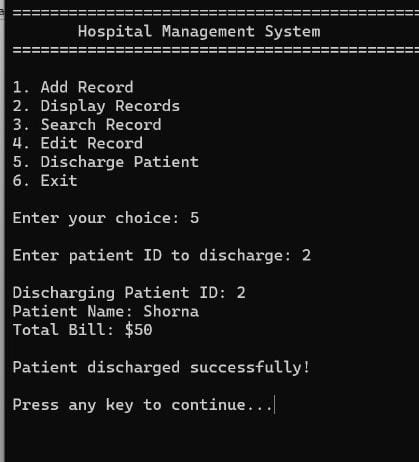 ==============================================
Hospital Management System
==============================================
1. Add Record
2. Display Records
3. Search Record
4. Edit Record
5. Discharge Patient
6. Exit
Enter your choice: 5
Enter patient ID to discharge: 2
Discharging Patient ID: 2
Patient Name: Shorna
Total Bill: $50
Patient discharged successfully!
Press any key to continue...